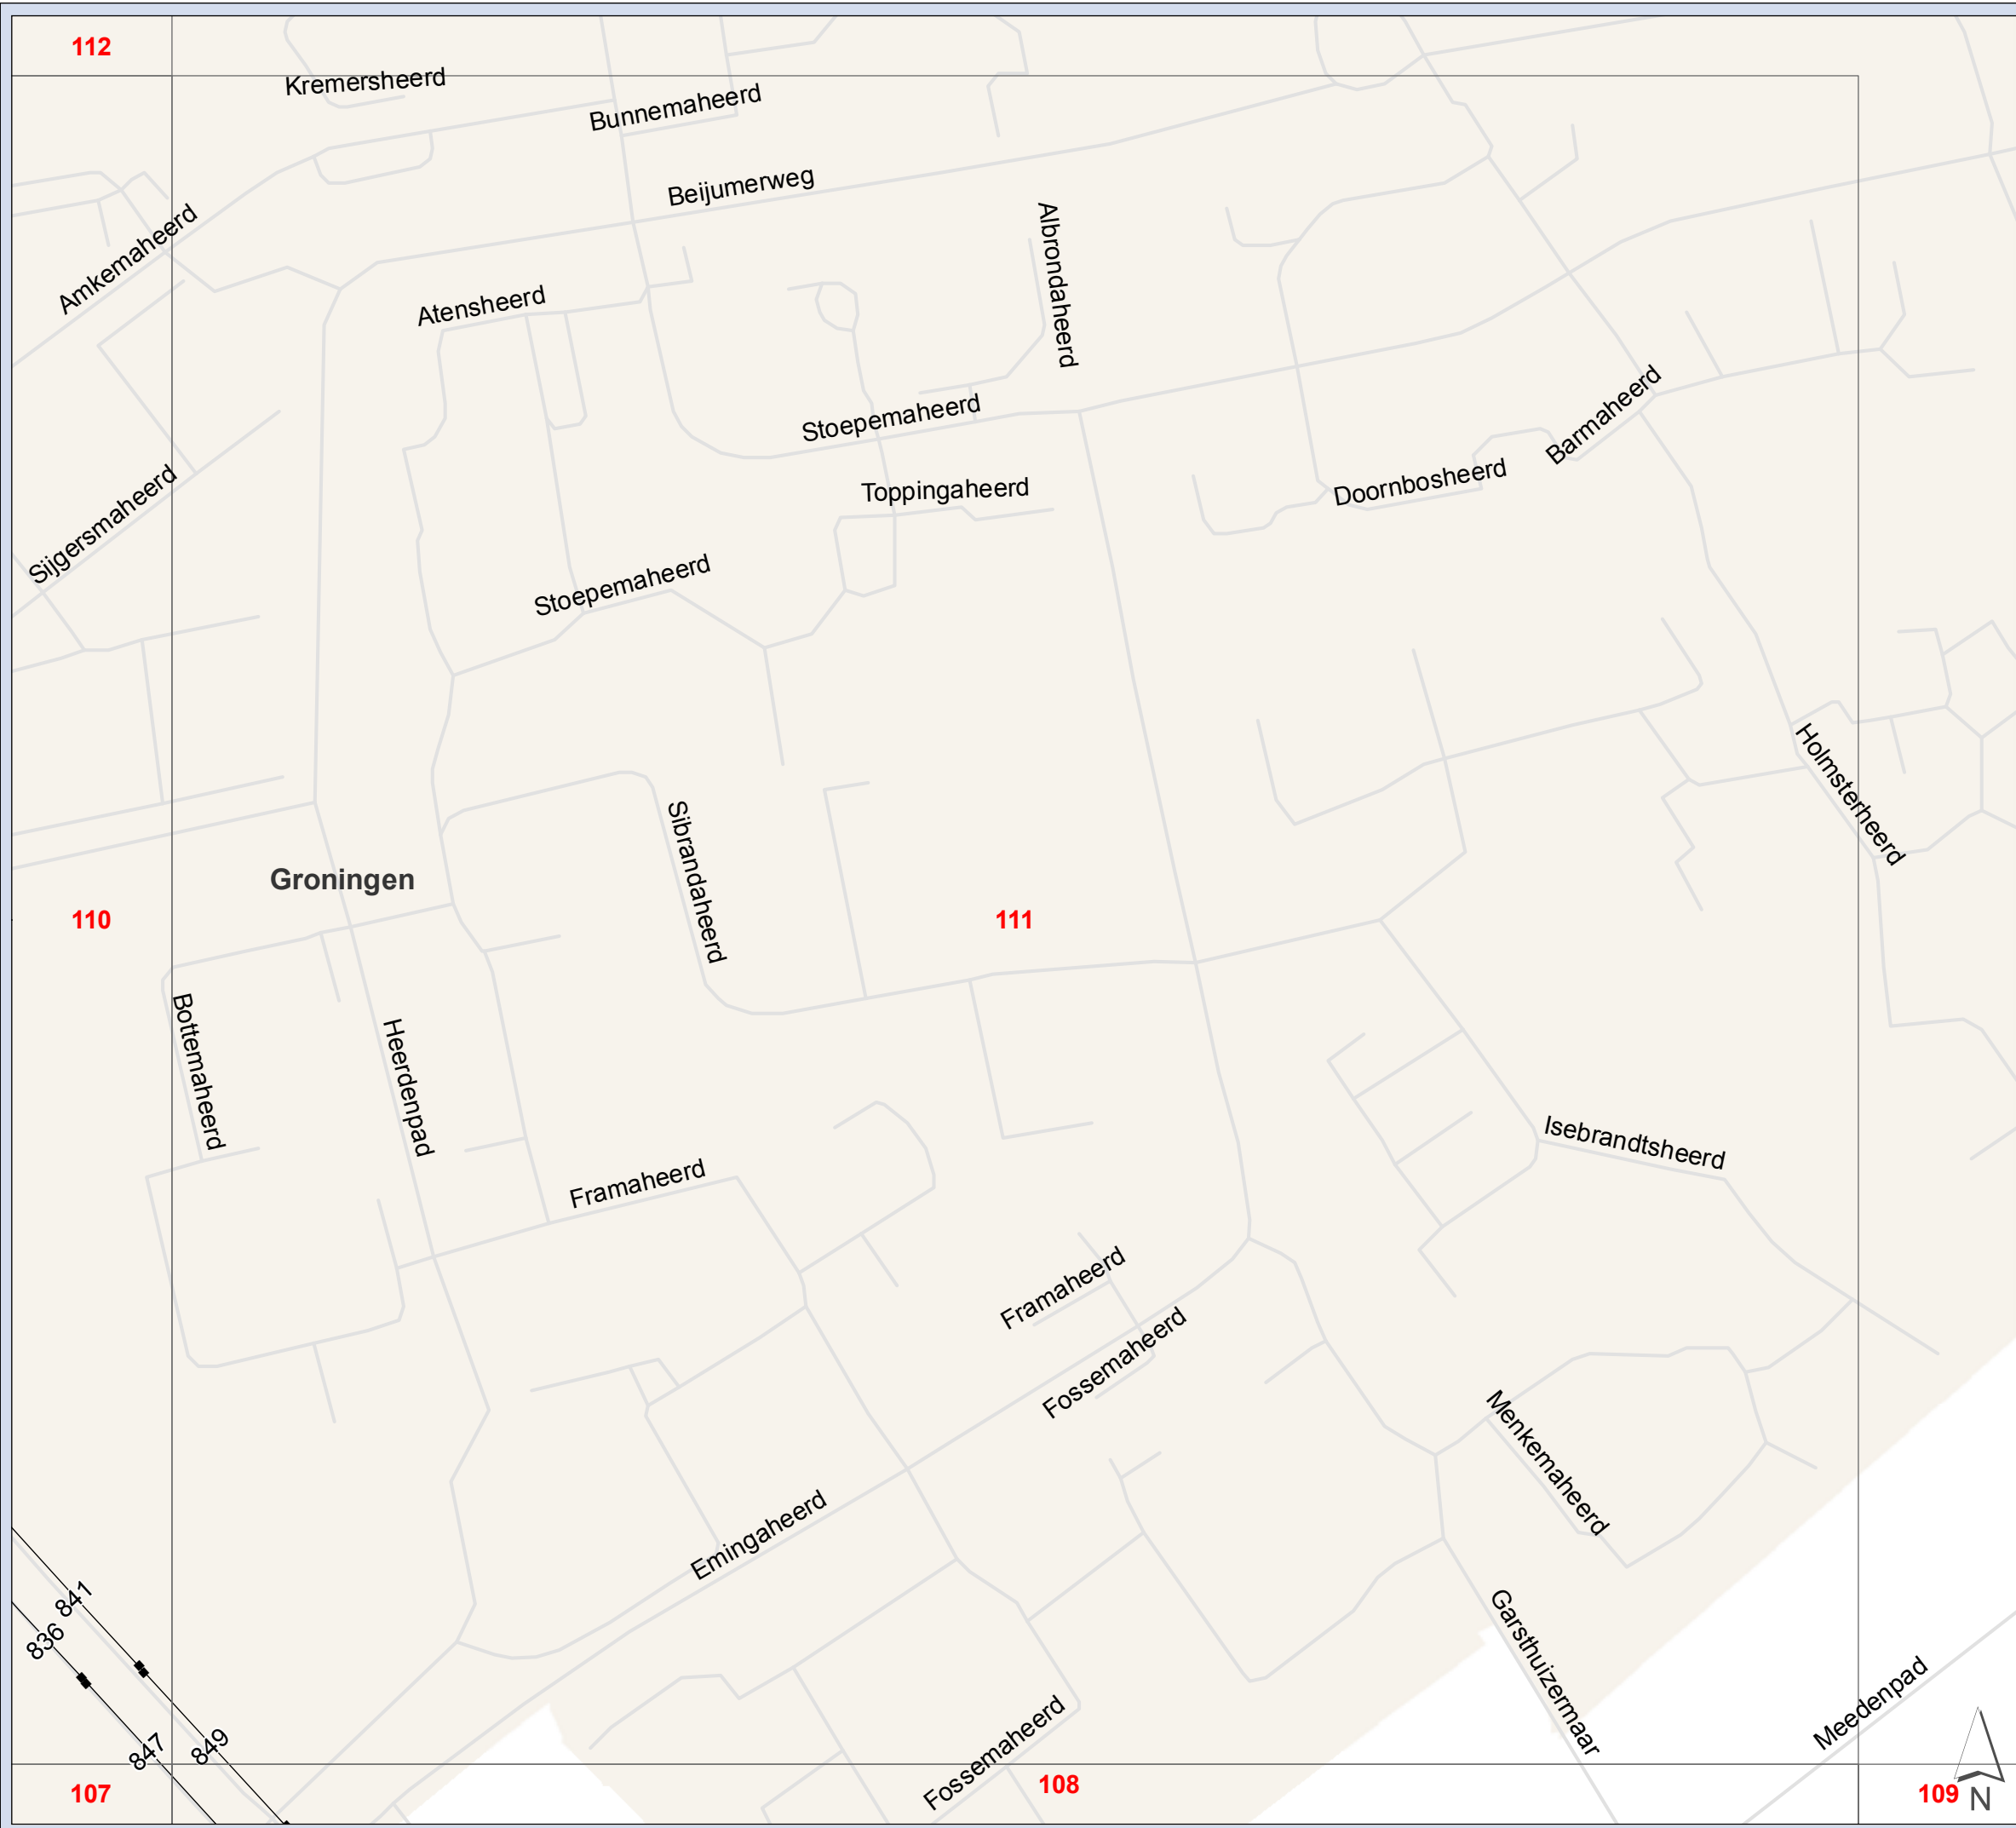 112
Kremersheerd
Bunnemaheerd
Beijumerweg
Amkemaheerd
Albrondaheerd
Atensheerd
Stoepemaheerd
Barmaheerd
Doornbosheerd
Toppingaheerd
Sijgersmaheerd
Stoepemaheerd
Holmsterheerd
Sibrandaheerd
Groningen
110
111
Bottemaheerd
Heerdenpad
Isebrandtsheerd
Framaheerd
Framaheerd
Fossemaheerd
Menkemaheerd
Emingaheerd
841
836
Garsthuizermaar
Meedenpad
847
849
Fossemaheerd
107
108
109
N